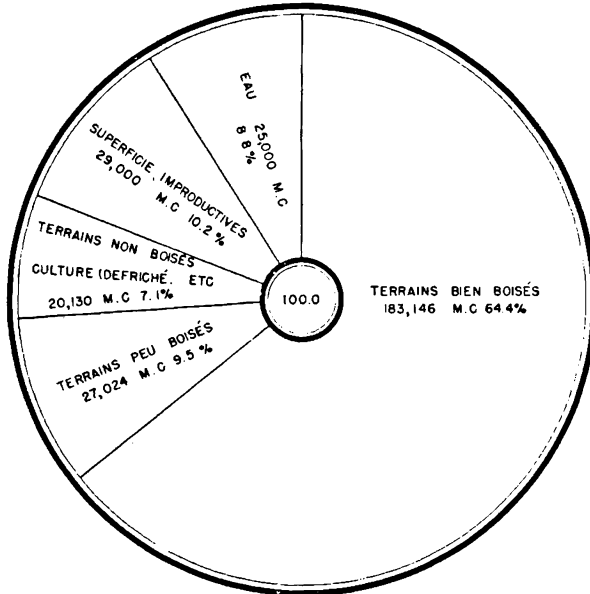 EAU 25,000 M.C
8.8%
SUPERFICIE IMPRODUCTIVES
29,000 M.C 10.2%
TERRAINS NON BOISÉS
CULTURE (DEFRICHÉ. ETC
20,130 M.C 7.1%
TERRAINS PEU BOISÉS
27,024 M.C 9.5%
100.0
TERRAINS BIEN BOISÉS
183,146 M.C 64.4%